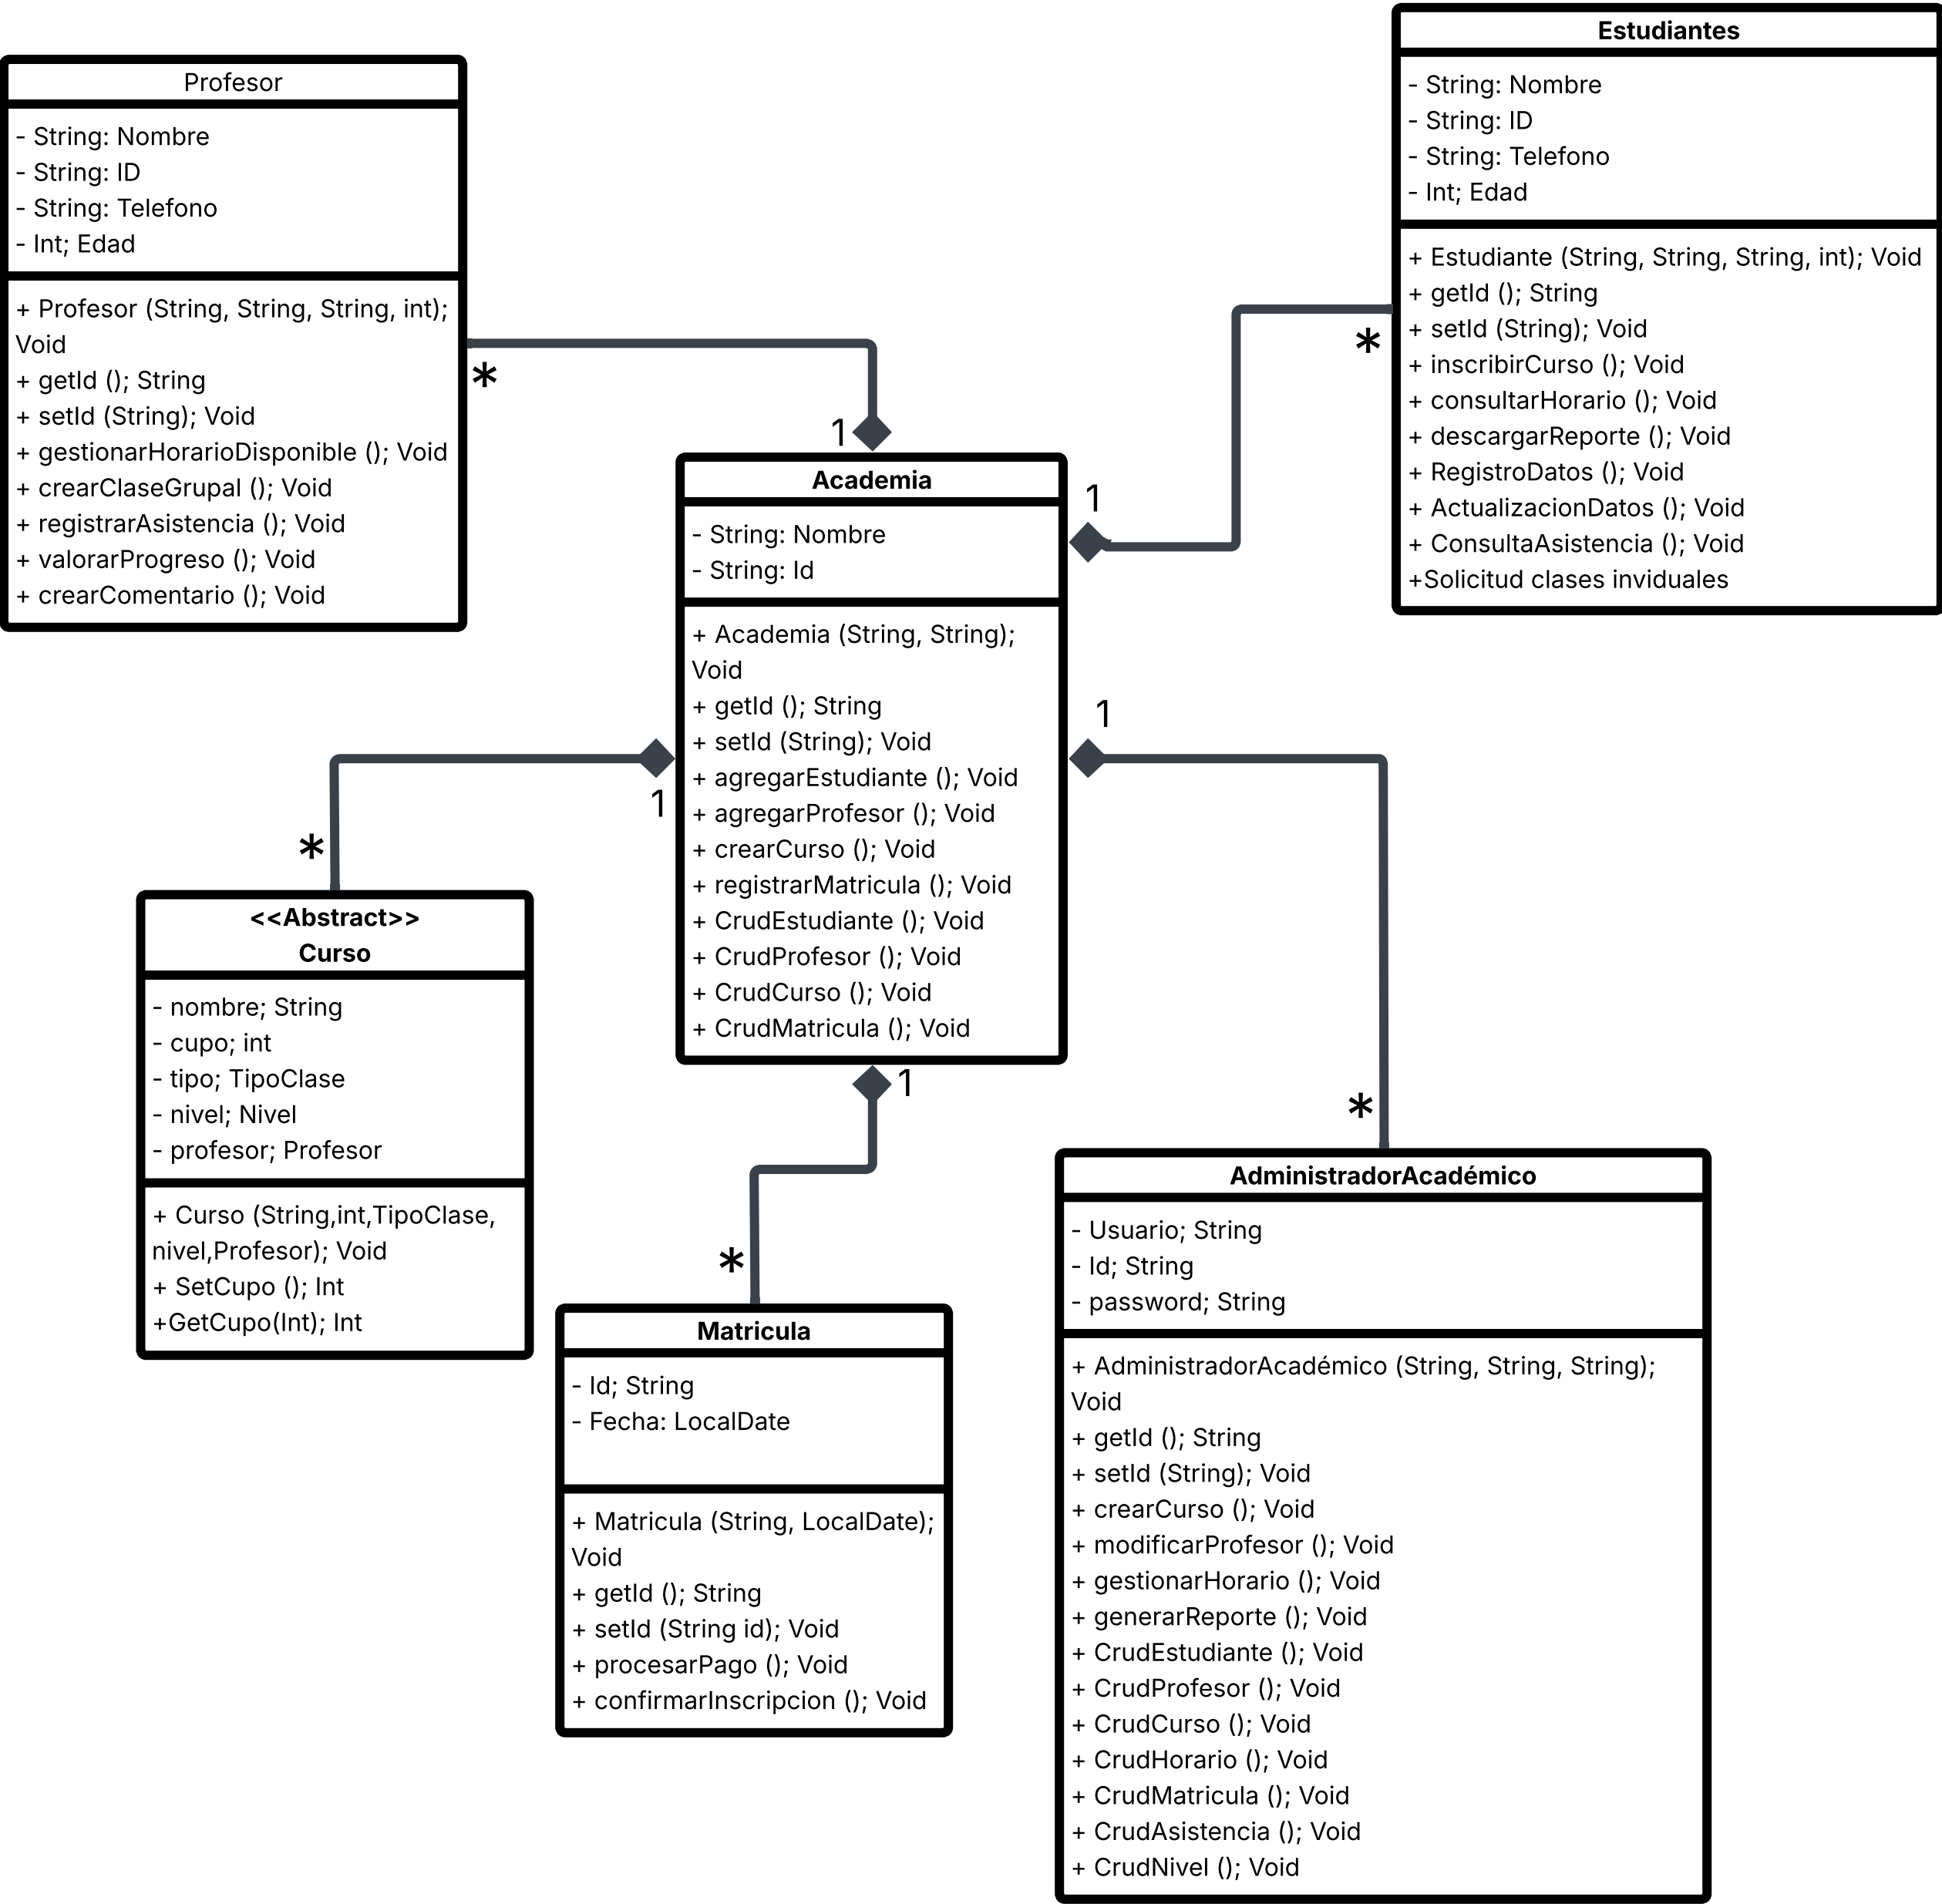 Profesor
- String: Nombre
- String: ID
- String: Telefono
- Int; Edad
+ Profesor (String, String, String, int);
Void
+ getId (); String
+ setId (String); Void
+ gestionarHorarioDisponible (); Void
+ crearClaseGrupal (); Void
+ registrarAsistencia (); Void
+ valorarProgreso (); Void
+ crearComentario (); Void
*
1
Estudiantes
- String: Nombre
- String: ID
- String: Telefono
- Int; Edad
+ Estudiante (String, String, String, int); Void
+ getId (); String
+ setId (String); Void
+ inscribirCurso (); Void
+ consultarHorario (); Void
+ descargarReporte (); Void
+ RegistroDatos (); Void
+ ActualizacionDatos (); Void
+ ConsultaAsistencia (); Void
+Solicitud clases inviduales
*
1
Academia
- String: Nombre
- String: Id
+ Academia (String, String);
Void
+ getId (); String
+ setId (String); Void
+ agregarEstudiante (); Void
+ agregarProfesor (); Void
+ crearCurso (); Void
+ registrarMatricula (); Void
+ CrudEstudiante (); Void
+ CrudProfesor (); Void
+ CrudCurso (); Void
+ CrudMatricula (); Void
1
*
<<Abstract>>
Curso
- nombre; String
- cupo; int
- tipo; TipoClase
- nivel; Nivel
- profesor; Profesor
+ Curso (String,int,TipoClase,
nivel,Profesor); Void
+ SetCupo (); Int
+GetCupo(Int); Int
1
*
Matricula
- Id; String
- Fecha: LocalDate
+ Matricula (String, LocalDate);
Void
+ getId (); String
+ setId (String id); Void
+ procesarPago (); Void
+ confirmarInscripcion (); Void
1
*
AdministradorAcadémico
- Usuario; String
- Id; String
- password; String
+ AdministradorAcadémico (String, String, String);
Void
+ getId (); String
+ setId (String); Void
+ crearCurso (); Void
+ modificarProfesor (); Void
+ gestionarHorario (); Void
+ generarReporte (); Void
+ CrudEstudiante (); Void
+ CrudProfesor (); Void
+ CrudCurso (); Void
+ CrudHorario (); Void
+ CrudMatricula (); Void
+ CrudAsistencia (); Void
+ CrudNivel (); Void